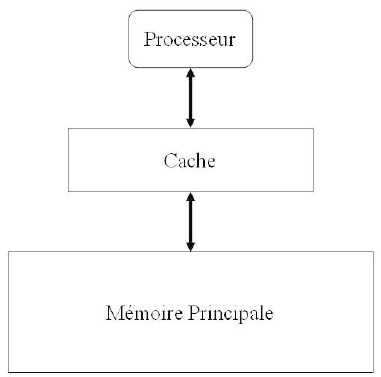 Processeur
Cache
Mémoire Principale